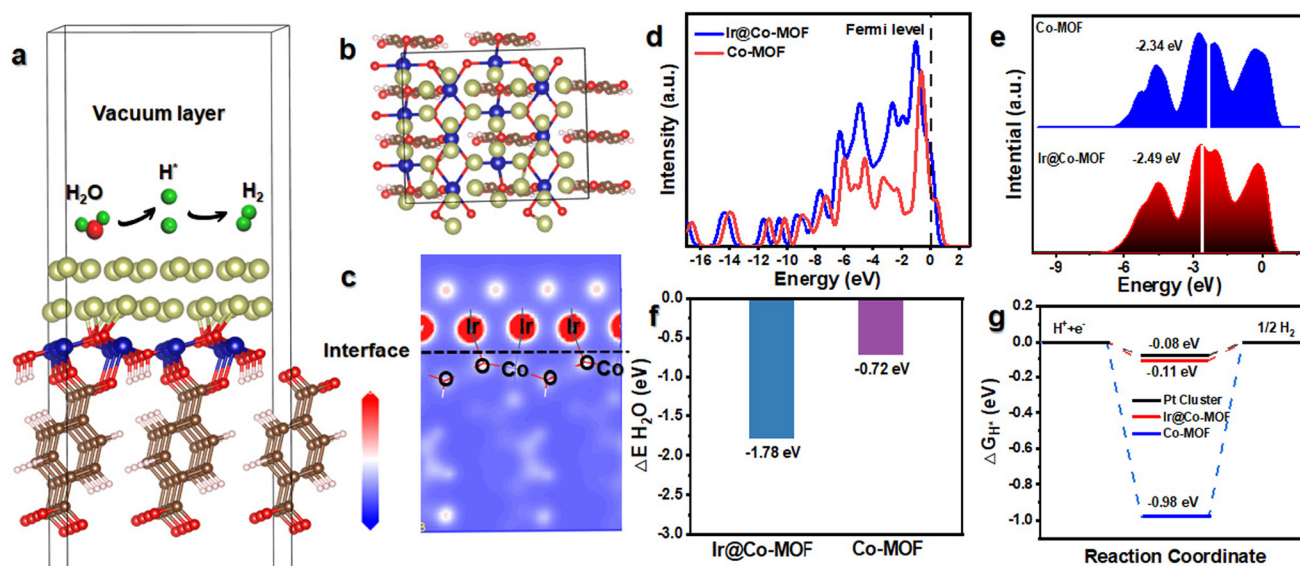 a
Vacuum layer
H₂O
H*
H₂
b
c
Ir
Ir
Ir
Interface
O
O
Co
O
Co
d
Ir@Co-MOF
Co-MOF
Fermi level
Intensity (a.u.)
-16 -14 -12 -10 -8 -6 -4 -2 0 2
Energy (eV)
e
Co-MOF
-2.34 eV
Ir@Co-MOF
-2.49 eV
Intential (a.u.)
-9 -6 -3 0
Energy (eV)
f
0.0
-0.5
-1.0
-1.5
-2.0
-2.5
-3.0
△E H₂O (eV)
-1.78 eV
-0.72 eV
Ir@Co-MOF Co-MOF
g
0.2
0.0
-0.2
-0.4
-0.6
-0.8
-1.0
△G_H* (eV)
H⁺+e⁻
1/2 H₂
-0.08 eV
-0.11 eV
Pt Cluster
Ir@Co-MOF
Co-MOF
-0.98 eV
Reaction Coordinate